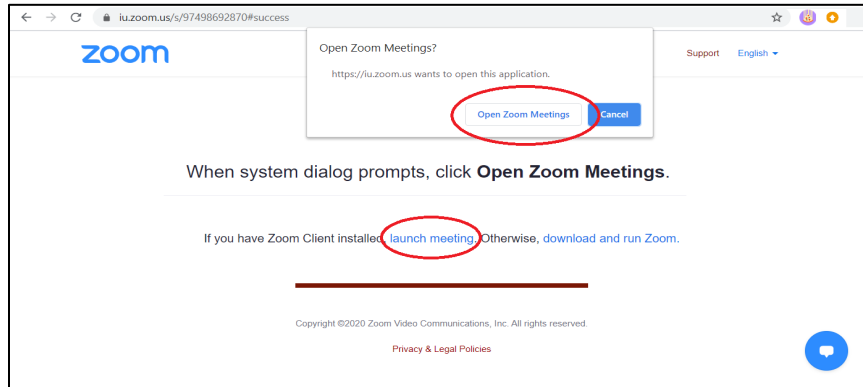 iu.zoom.us/s/97498692870#success
zoom
Open Zoom Meetings?
https://iu.zoom.us wants to open this application.
Open Zoom Meetings Cancel
Support English
When system dialog prompts, click Open Zoom Meetings.
If you have Zoom Client installed, launch meeting. Otherwise, download and run Zoom.
Copyright ©2020 Zoom Video Communications, Inc. All rights reserved.
Privacy & Legal Policies